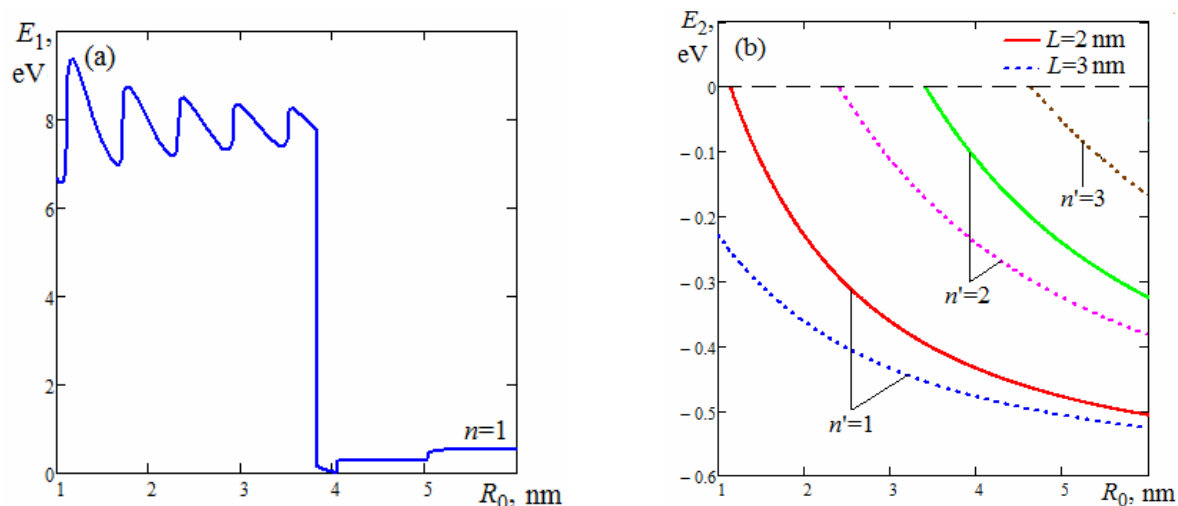 E₁,
eV
(a)
8
6
4
2
0
n=1
1
2
3
4
5
R₀, nm
E₂,
eV
(b)
L=2 nm
L=3 nm
0
−0.1
−0.2
−0.3
−0.4
−0.5
−0.6
n'=3
n'=2
n'=1
1
2
3
4
5
R₀, nm